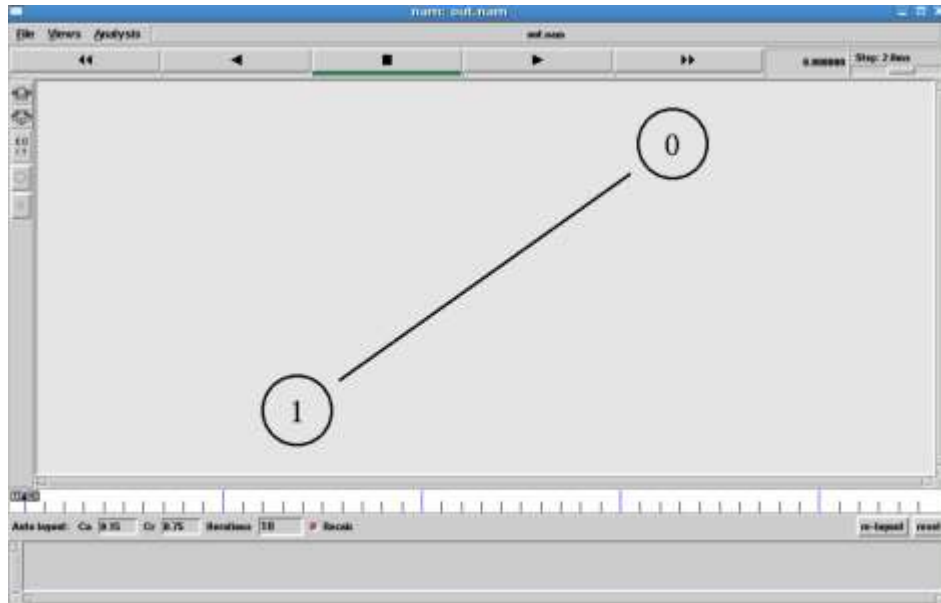 nam: out.nam
File Views Analysis
out.nam
0.000000
Step: 2.0ms
0
1
Auto layout: Ca 0.15 Cr 0.75 Iterations 10 Recalc
re-layout reset